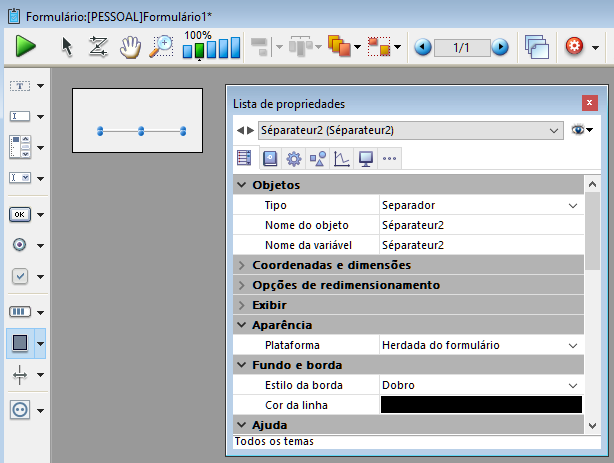 Formulário:[PESSOAL]Formulário1*
100%
1/1
T
OK
Lista de propriedades
Séparateur2 (Séparateur2)
Objetos
Tipo Separador
Nome do objeto Séparateur2
Nome da variável Séparateur2
Coordenadas e dimensões
Opções de redimensionamento
Exibir
Aparência
Plataforma Herdada do formulário
Fundo e borda
Estilo da borda Dobro
Cor da linha
Ajuda
Todos os temas